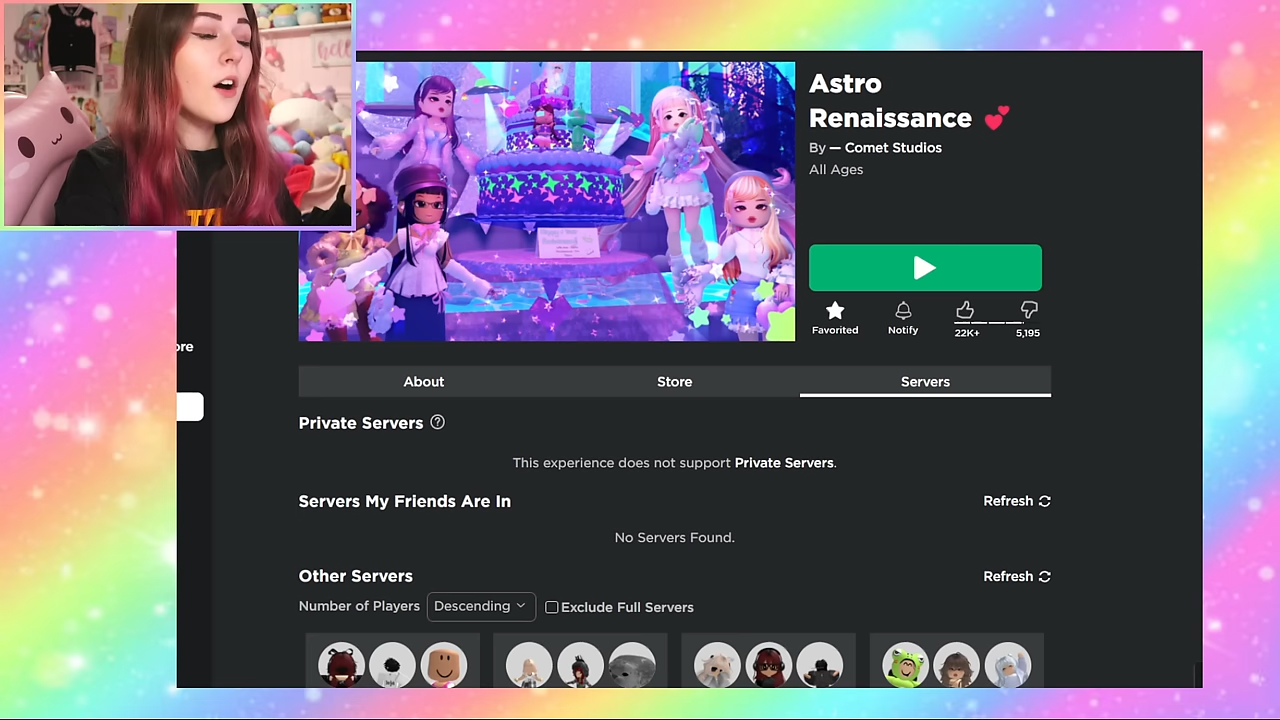 Astro
Renaissance 💕
By — Comet Studios
All Ages
Favorited
Notify
22K+
5,195
About
Store
Servers
Private Servers
This experience does not support Private Servers.
Servers My Friends Are In
Refresh
No Servers Found.
Other Servers
Refresh
Number of Players
Descending
Exclude Full Servers